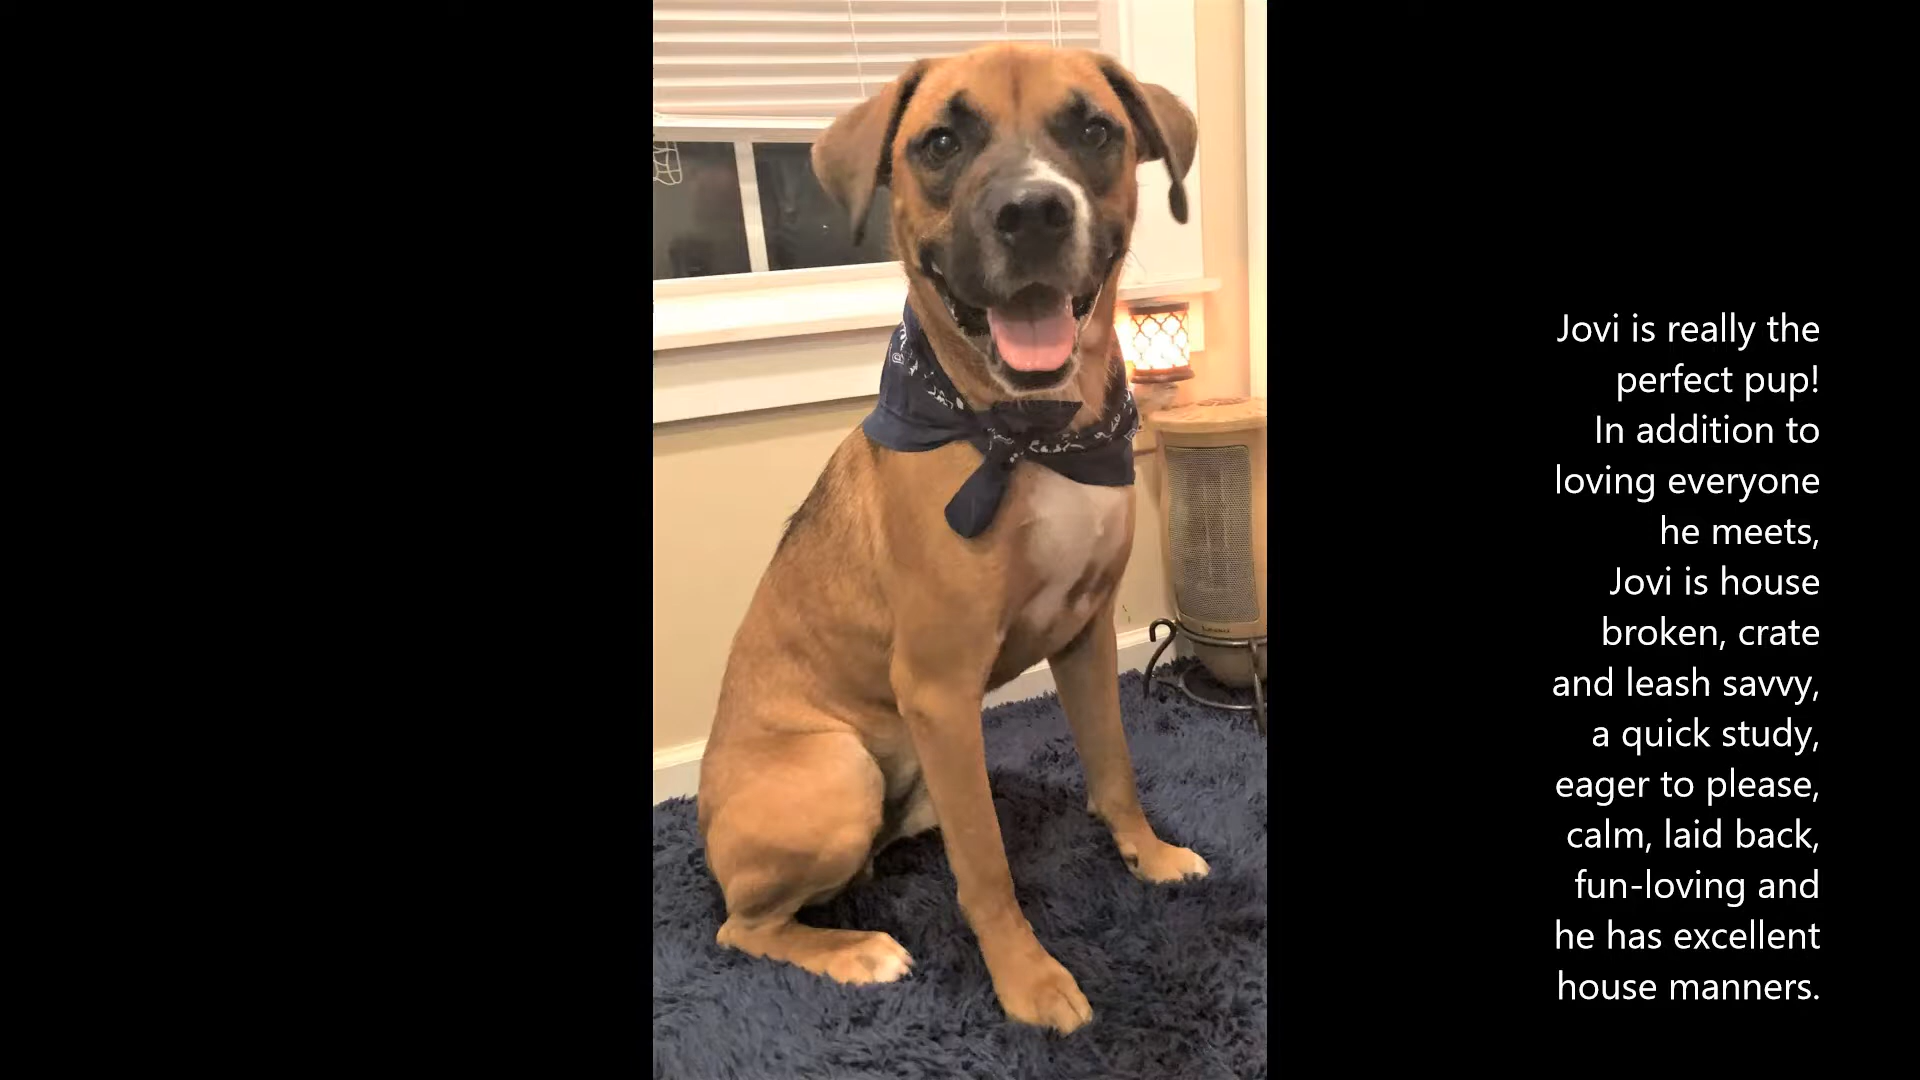 Jovi is really the
perfect pup!
In addition to
loving everyone
he meets,
Jovi is house
broken, crate
and leash savvy,
a quick study,
eager to please,
calm, laid back,
fun-loving and
he has excellent
house manners.